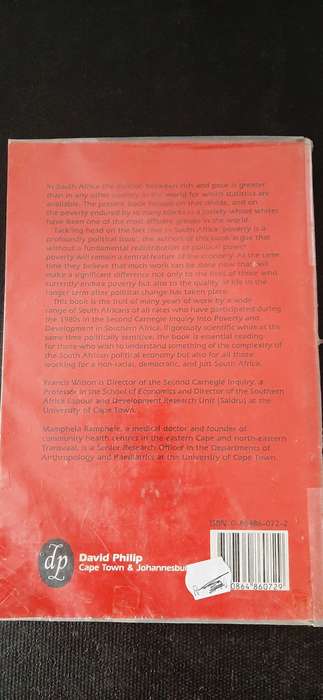 In South Africa the division between rich and poor is greater
than in any other country in the world for which statistics are
available. The present book focuses on that divide, and on
the poverty endured by so many blacks in a society whose whites
have been one of the most affluent groups in the world.
Tackling head on the fact that in South Africa 'poverty is a
profoundly political issue', the authors of this book argue that
without a fundamental redistribution of political power
poverty will remain a central feature of the economy. At the same
time they believe that much work can be done now that will
make a significant difference not only to the lives of those who
currently endure poverty but also to the quality of life in the
longer term after political change has taken place.
This book is the fruit of many years of work by a wide
range of South Africans of all races who have participated during
the 1980s in the Second Carnegie Inquiry into Poverty and
Development in Southern Africa. Rigorously scientific while at the
same time politically sensitive, the book is essential reading
for those who wish to understand something of the complexity of
the South African political economy but also for all those
working for a non-racial, democratic, and just South Africa.
Francis Wilson is Director of the Second Carnegie Inquiry, a
Professor in the School of Economics and Director of the Southern
Africa Labour and Development Research Unit (Saldru) at the
University of Cape Town.
Mamphela Ramphele, a medical doctor and founder of
community health centres in the eastern Cape and north-eastern
Transvaal, is a Senior Research Officer in the Departments of
Anthropology and Paediatrics at the University of Cape Town.
ISBN 0-86486-072-2
dp
David Philip
Cape Town & Johannesbu
0864 860729